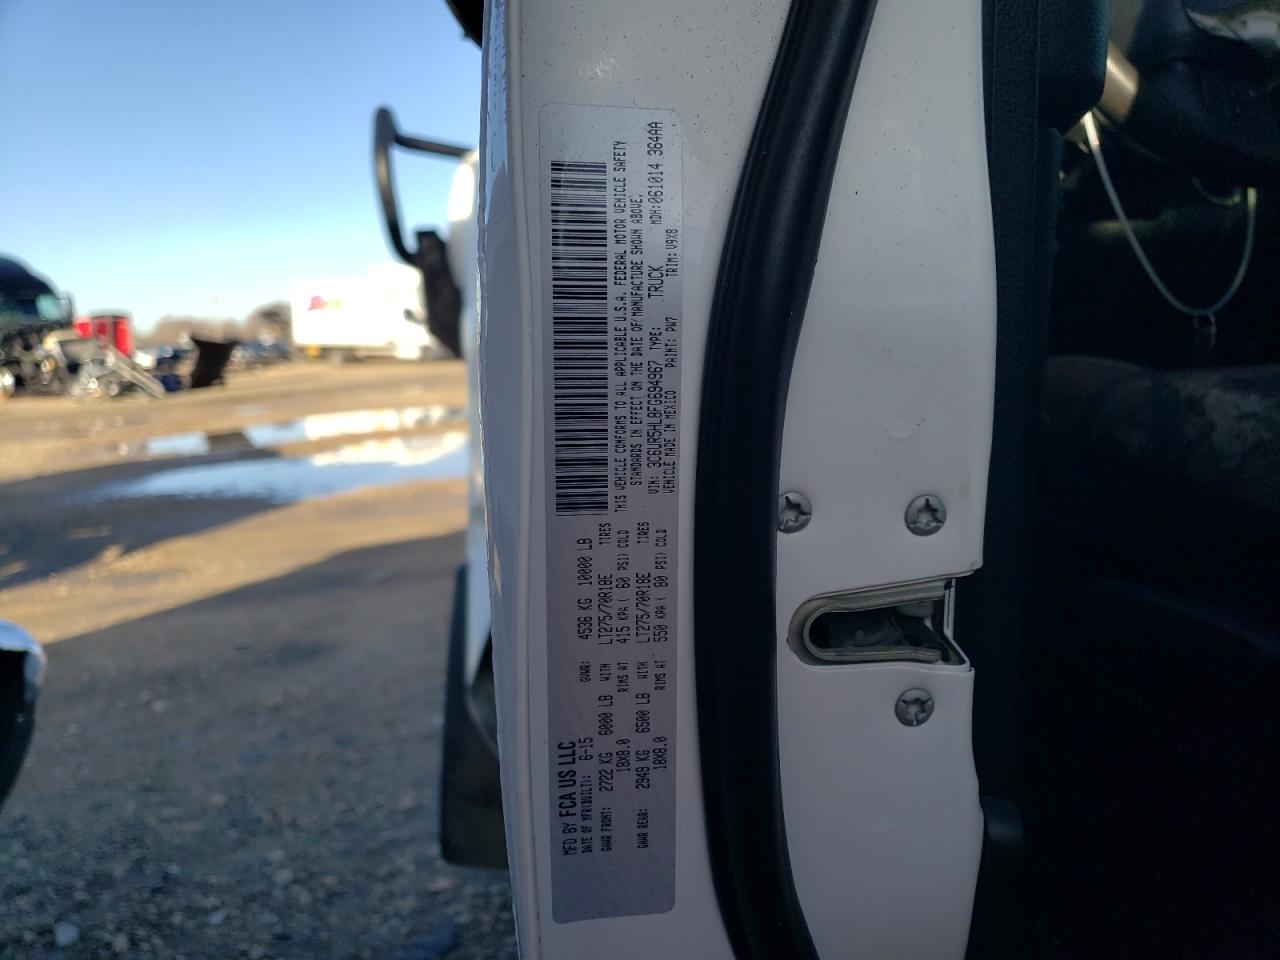 MFD BY FCA US LLC
DATE OF MFR(BUILT): 6-15 GVWR: 4536 KG 10000 LB
GAWR FRONT: 2722 KG 6000 LB WITH LT275/70R18E TIRES
18X8.0 RIMS AT 415 KPA ( 60 PSI) COLD
GAWR REAR: 2949 KG 6500 LB WITH LT275/70R18E TIRES
18X8.0 RIMS AT 550 KPA ( 80 PSI) COLD
THIS VEHICLE CONFORMS TO ALL APPLICABLE U.S.A. FEDERAL MOTOR VEHICLE SAFETY
STANDARDS IN EFFECT ON THE DATE OF MANUFACTURE SHOWN ABOVE.
VIN: 3C6UR5HL8FG694967 TYPE: TRUCK MDH:061014 364AA
VEHICLE MADE IN MEXICO PAINT: PW7 TRIM: V9X8